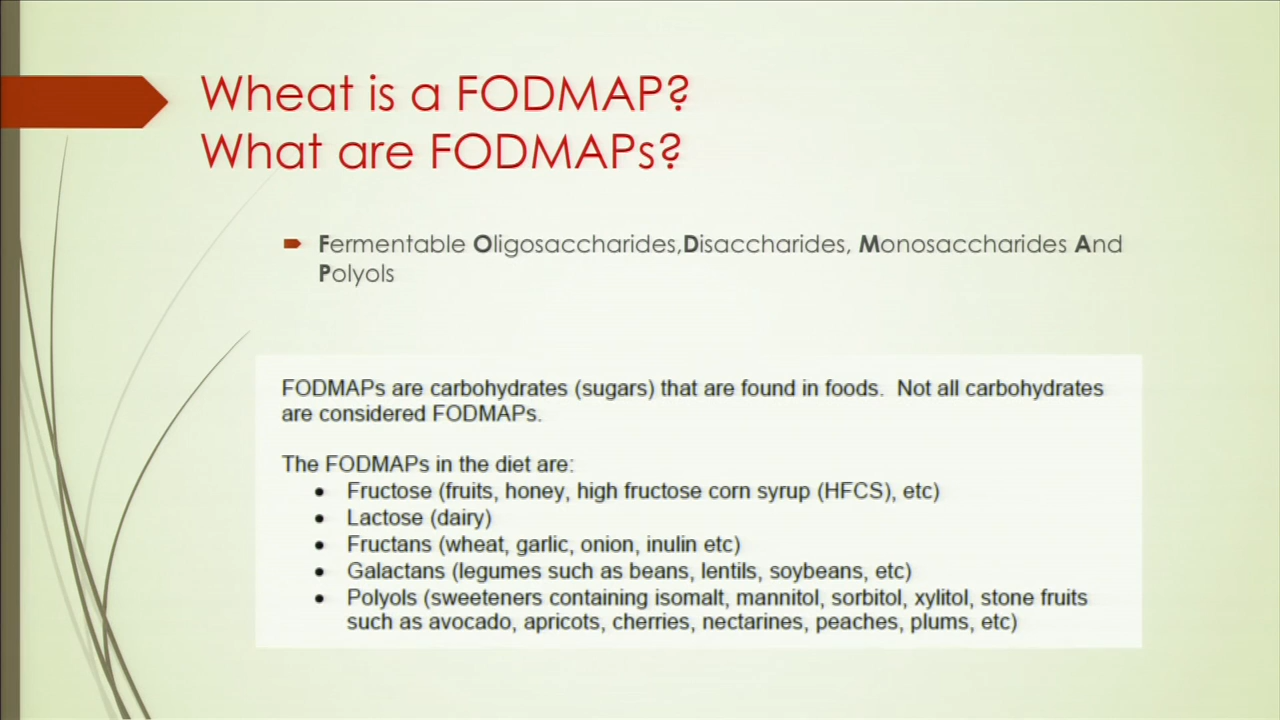 Wheat is a FODMAP?
What are FODMAPs?
Fermentable Oligosaccharides,Disaccharides, Monosaccharides And
Polyols
FODMAPs are carbohydrates (sugars) that are found in foods.  Not all carbohydrates
are considered FODMAPs.
The FODMAPs in the diet are:
• Fructose (fruits, honey, high fructose corn syrup (HFCS), etc)
• Lactose (dairy)
• Fructans (wheat, garlic, onion, inulin etc)
• Galactans (legumes such as beans, lentils, soybeans, etc)
• Polyols (sweeteners containing isomalt, mannitol, sorbitol, xylitol, stone fruits
such as avocado, apricots, cherries, nectarines, peaches, plums, etc)